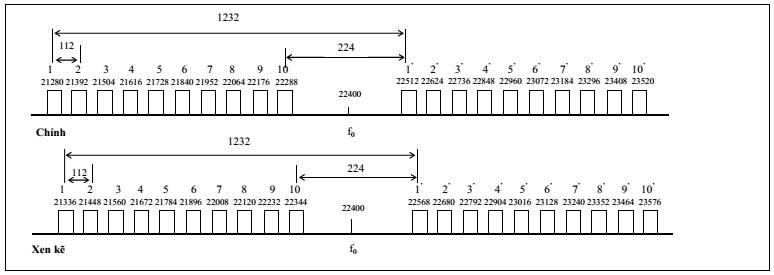 1232
112
224
1 2 3 4 5 6 7 8 9 10 1' 2' 3' 4' 5' 6' 7' 8' 9' 10'
21280 21392 21504 21616 21728 21840 21952 22064 22176 22288 22512 22624 22736 22848 22960 23072 23184 23296 23408 23520
22400
Chính f₀
1232
112
224
1 2 3 4 5 6 7 8 9 10 1' 2' 3' 4' 5' 6' 7' 8' 9' 10'
21336 21448 21560 21672 21784 21896 22008 22120 22232 22344 22568 22680 22792 22904 23016 23128 23240 23352 23464 23576
22400
Xen kẽ f₀